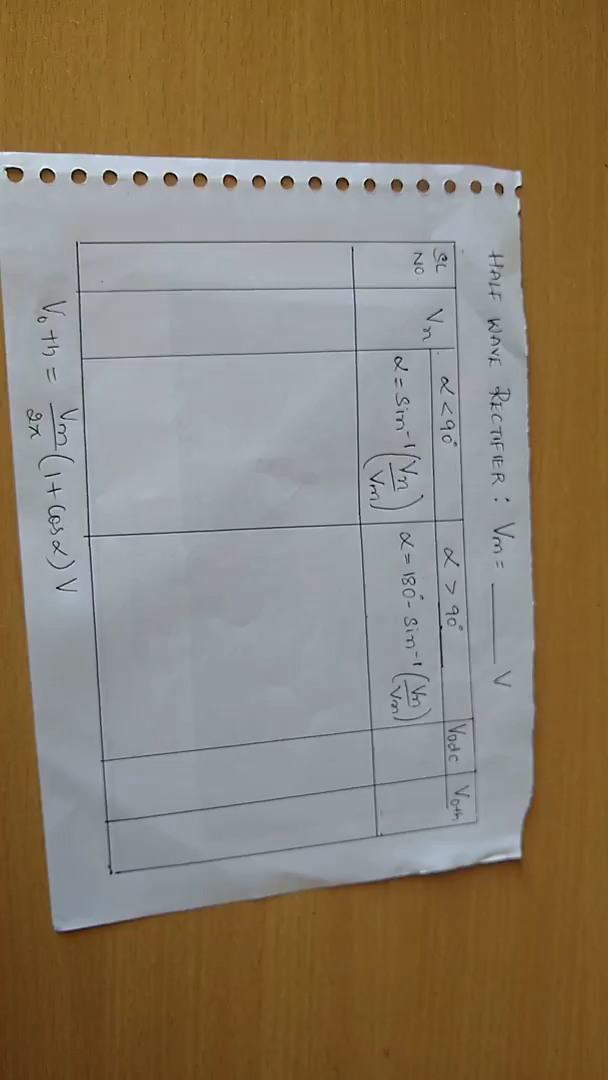 HALF WAVE RECTIFIER : Vm = ______ V
SL NO
Vn
α < 90°
α > 90°
Vodc
Voth
α = Sin⁻¹ (Vn/Vm)
α = 180° - Sin⁻¹ (Vn/Vm)
Vo th = Vm/2π (1 + Cos α) V